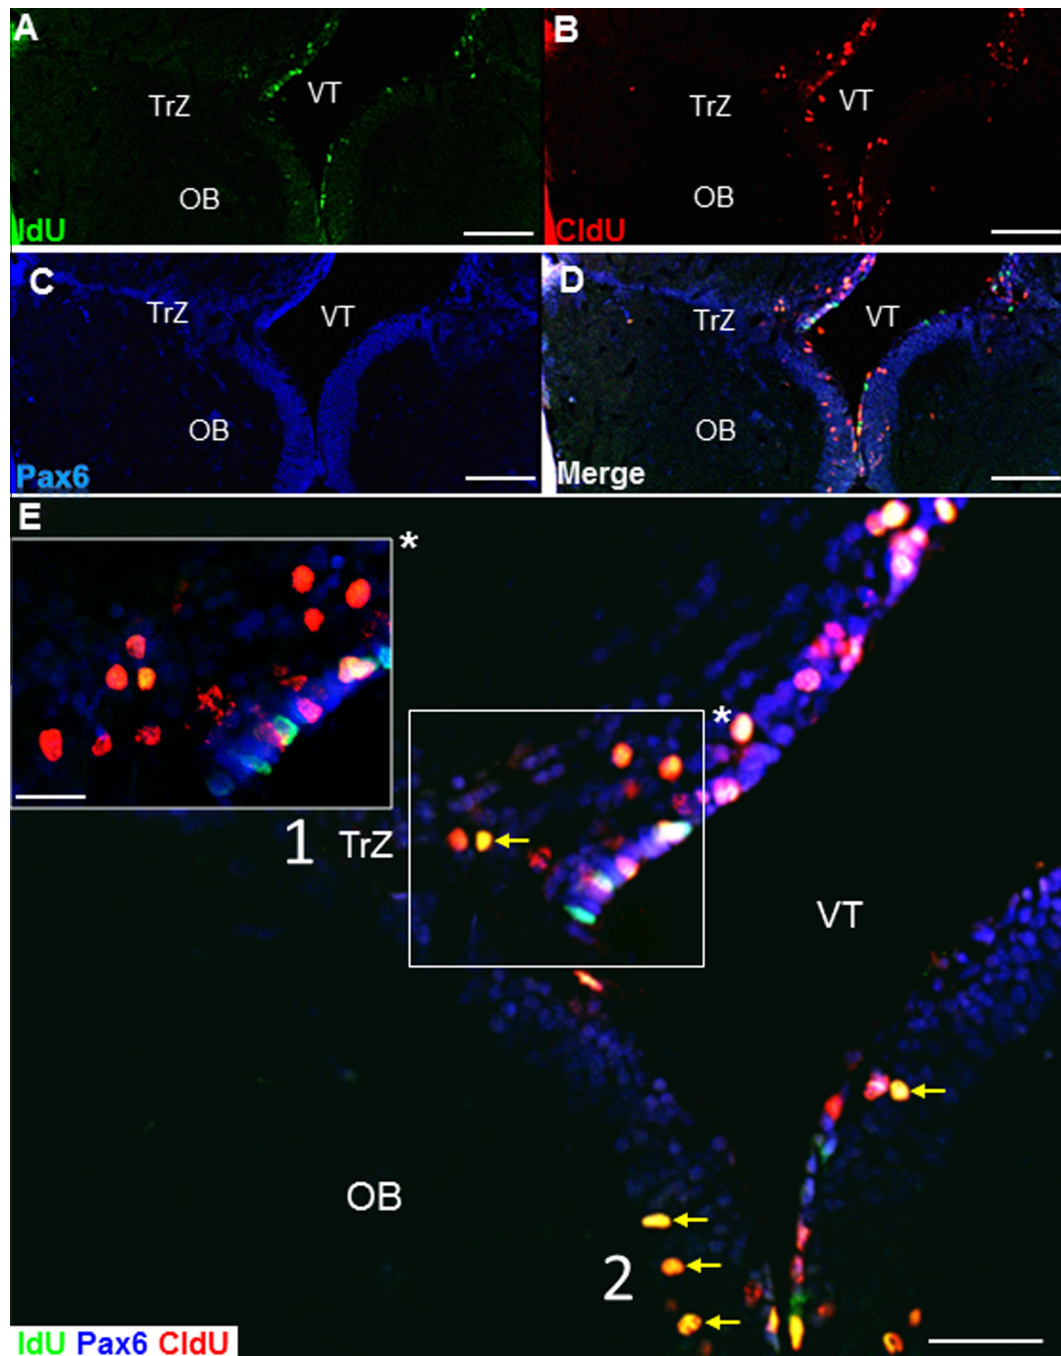 A
TrZ
VT
OB
IdU
B
TrZ
VT
OB
CldU
C
TrZ
VT
OB
Pax6
D
TrZ
VT
OB
Merge
E
*
*
1 TrZ
VT
OB
2
IdU Pax6 CldU